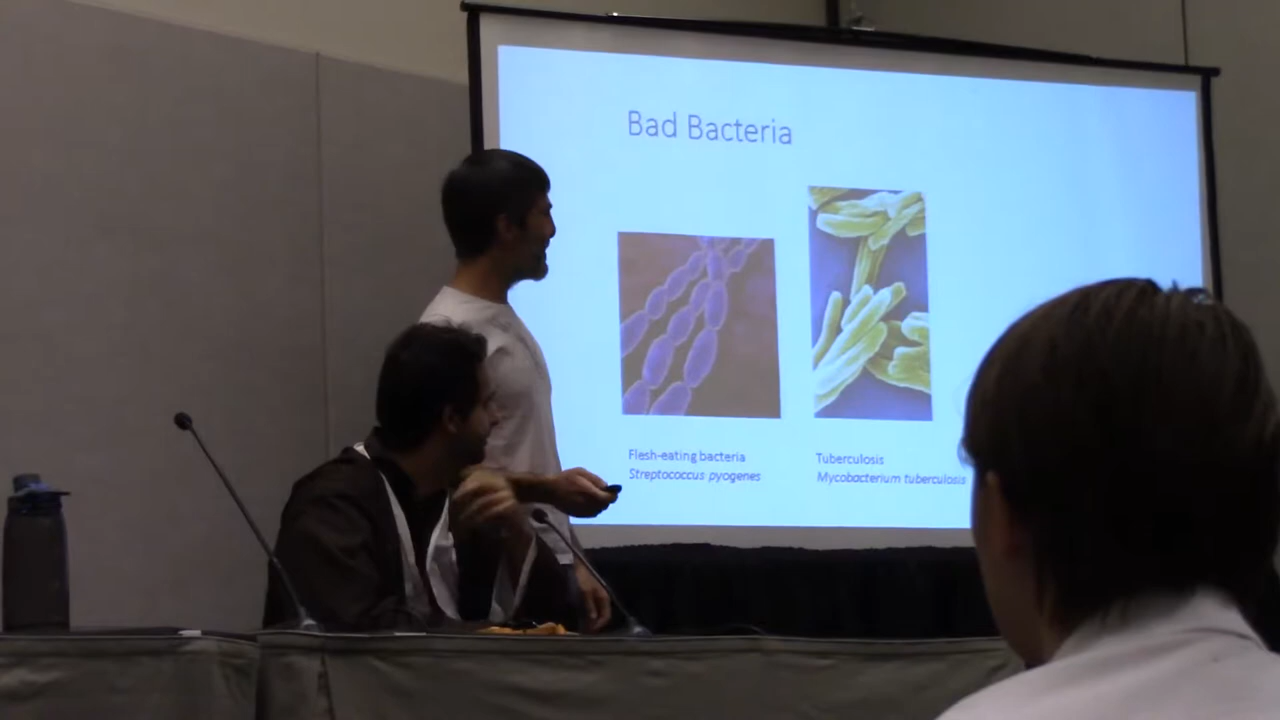 Bad Bacteria
Flesh-eating bacteria
Streptococcus pyogenes
Tuberculosis
Mycobacterium tuberculosis